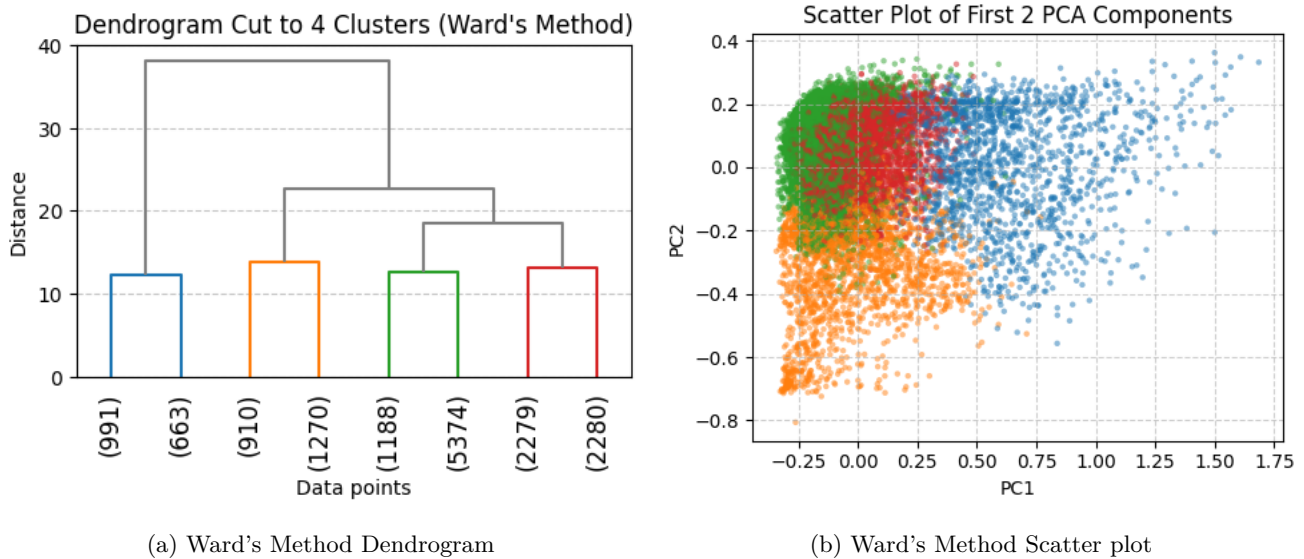 Dendrogram Cut to 4 Clusters (Ward's Method)
40
30
20
10
0
Distance
(991)
(663)
(910)
(1270)
(1188)
(5374)
(2279)
(2280)
Data points
(a) Ward's Method Dendrogram
Scatter Plot of First 2 PCA Components
0.4
0.2
0.0
−0.2
−0.4
−0.6
−0.8
PC2
−0.25 0.00 0.25 0.50 0.75 1.00 1.25 1.50 1.75
PC1
(b) Ward's Method Scatter plot